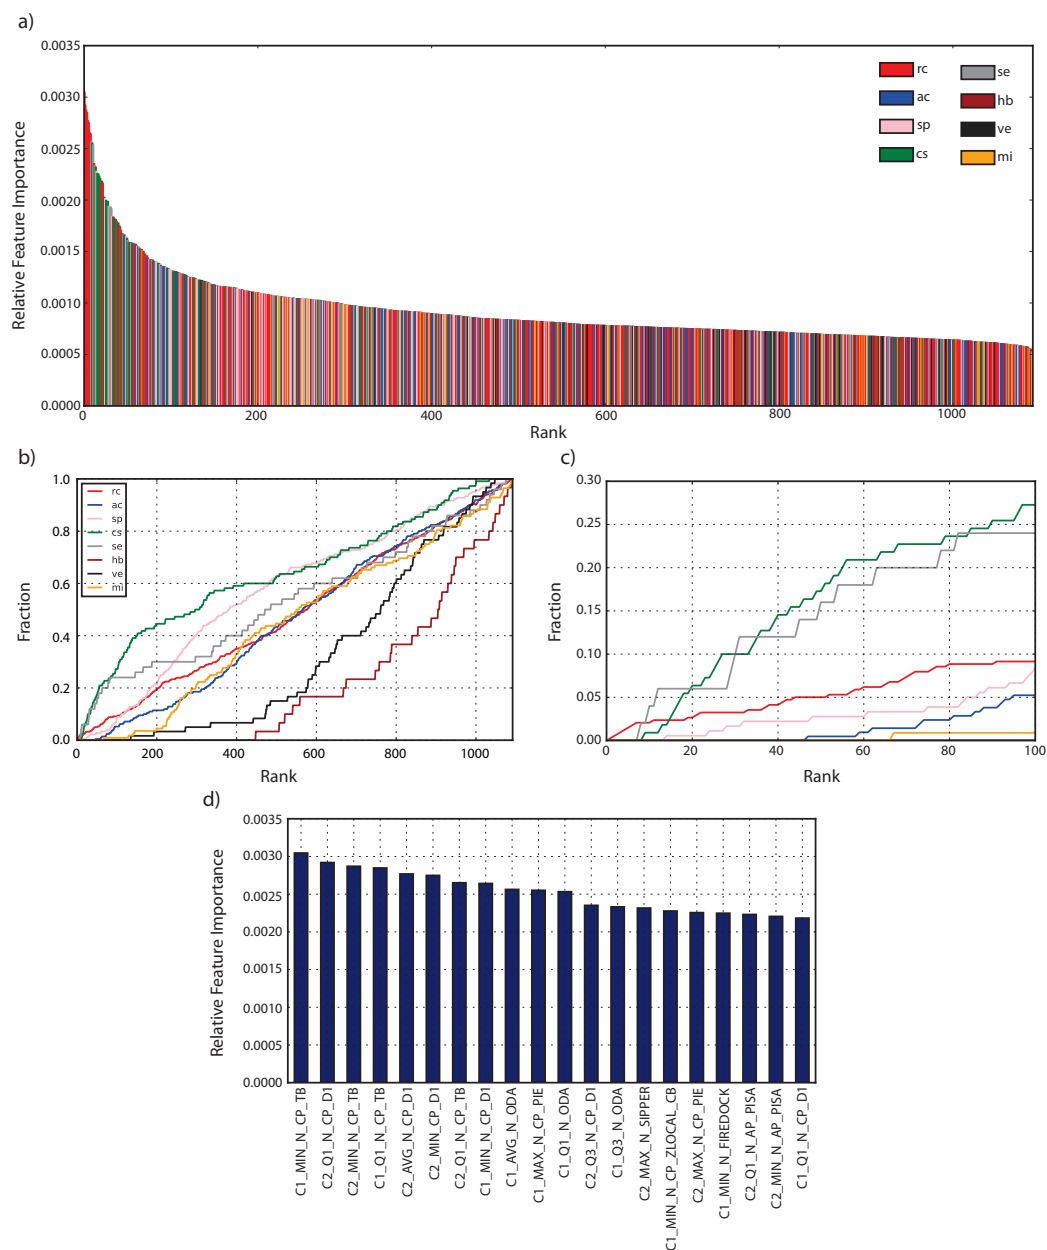 a)
0.0035
0.0030
0.0025
0.0020
0.0015
0.0010
0.0005
0.0000
Relative Feature Importance
0 200 400 600 800 1000
Rank
rc
ac
sp
cs
se
hb
ve
mi
b)
1.0
0.8
0.6
0.4
0.2
0.0
Fraction
rc
ac
sp
cs
se
hb
ve
mi
0 200 400 600 800 1000
Rank
c)
0.30
0.25
0.20
0.15
0.10
0.05
0.00
Fraction
0 20 40 60 80 100
Rank
d)
0.0035
0.0030
0.0025
0.0020
0.0015
0.0010
0.0005
0.0000
Relative Feature Importance
C1_MIN_N_CP_TB
C2_Q1_N_CP_D1
C2_MIN_N_CP_TB
C1_Q1_N_CP_TB
C2_AVG_N_CP_D1
C2_MIN_CP_D1
C2_Q1_N_CP_TB
C1_MIN_N_CP_D1
C1_AVG_N_ODA
C1_MAX_N_CP_PIE
C1_Q1_N_ODA
C2_Q3_N_CP_D1
C1_Q3_N_ODA
C2_MAX_N_SIPPER
C1_MIN_N_CP_ZLOCAL_CB
C2_MAX_N_CP_PIE
C1_MIN_N_FIREDOCK
C2_Q1_N_AP_PISA
C2_MIN_N_AP_PISA
C1_Q1_N_CP_D1